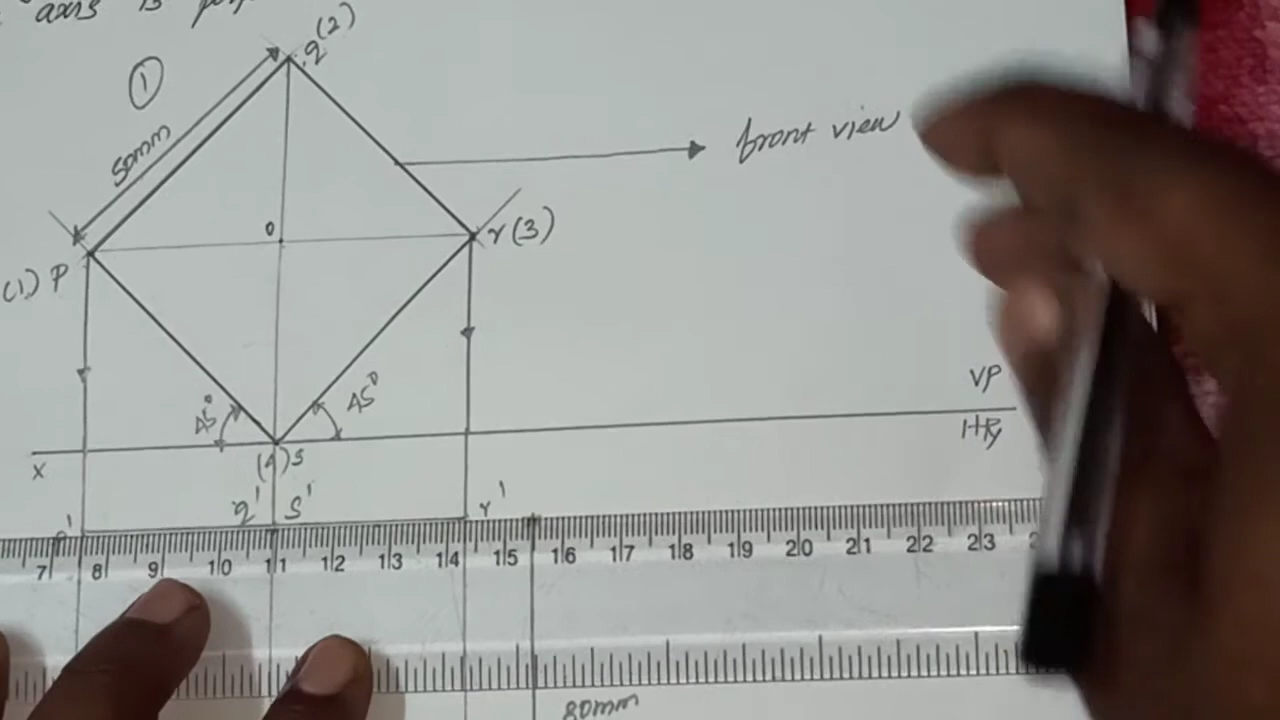 axis is
①
q(2)
50mm
front view
o
r(3)
(1) p
45°
45°
VP
HP
X
(4)s
q' s'
r'
7 8 9 10 11 12 13 14 15 16 17 18 19 20 21 22 23
80mm